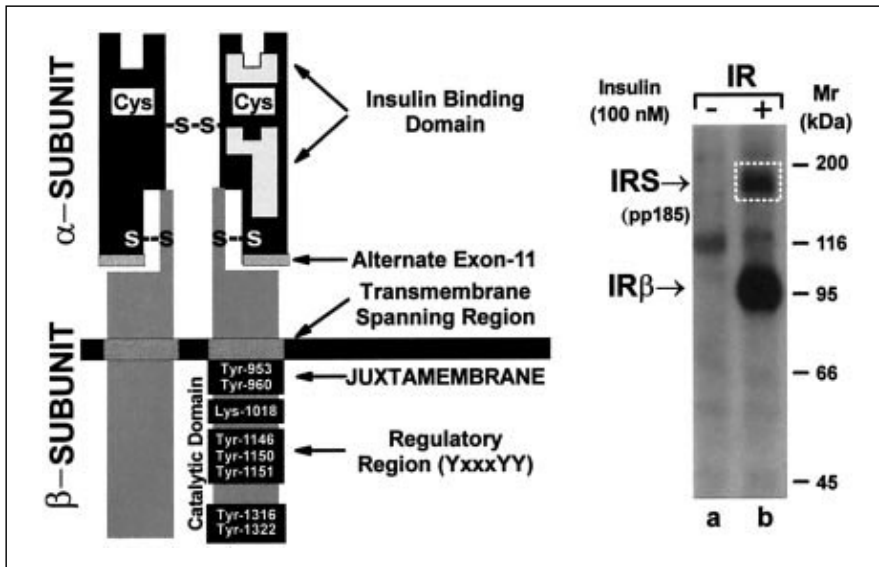 α-SUBUNIT
Cys
Cys
-S-S-
S--S
S--S
Insulin Binding
Domain
Alternate Exon-11
Transmembrane
Spanning Region
β-SUBUNIT
Catalytic Domain
Tyr-953
Tyr-960
JUXTAMEMBRANE
Lys-1018
Tyr-1146
Tyr-1150
Tyr-1151
Regulatory
Region (YxxxYY)
Tyr-1316
Tyr-1322
IR
Insulin
(100 nM)
- +
Mr
(kDa)
IRS→
(pp185)
IRβ→
200
116
95
66
45
a b